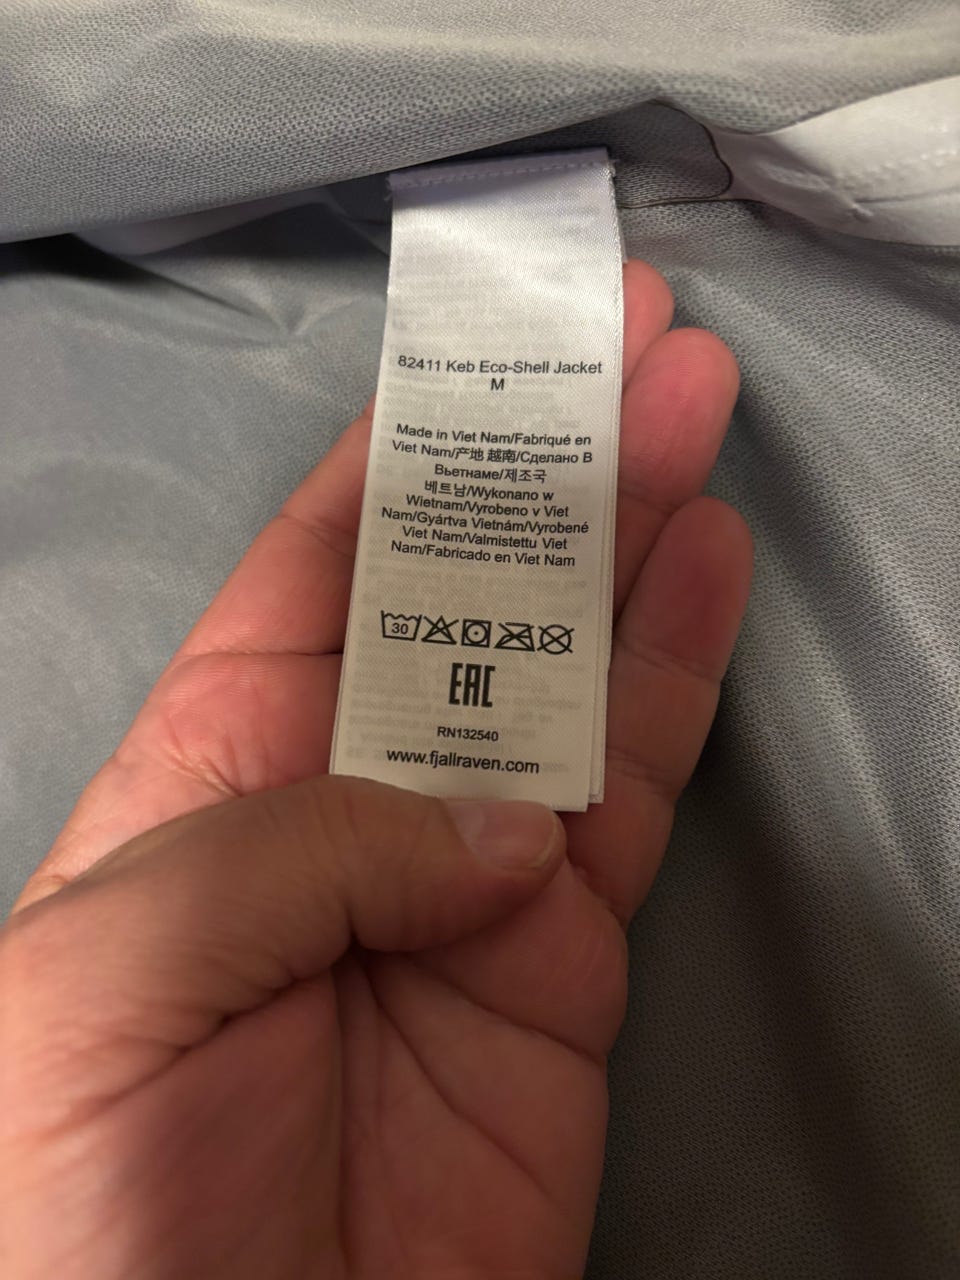 82411 Keb Eco-Shell Jacket
M
Made in Viet Nam/Fabriqué en
Viet Nam/产地 越南/Сделано В
Вьетнаме/제조국
베트남/Wykonano w
Wietnam/Vyrobeno v Viet
Nam/Gyártva Vietnám/Vyrobené
Viet Nam/Valmistettu Viet
Nam/Fabricado en Viet Nam
30
EAC
RN132540
www.fjallraven.com